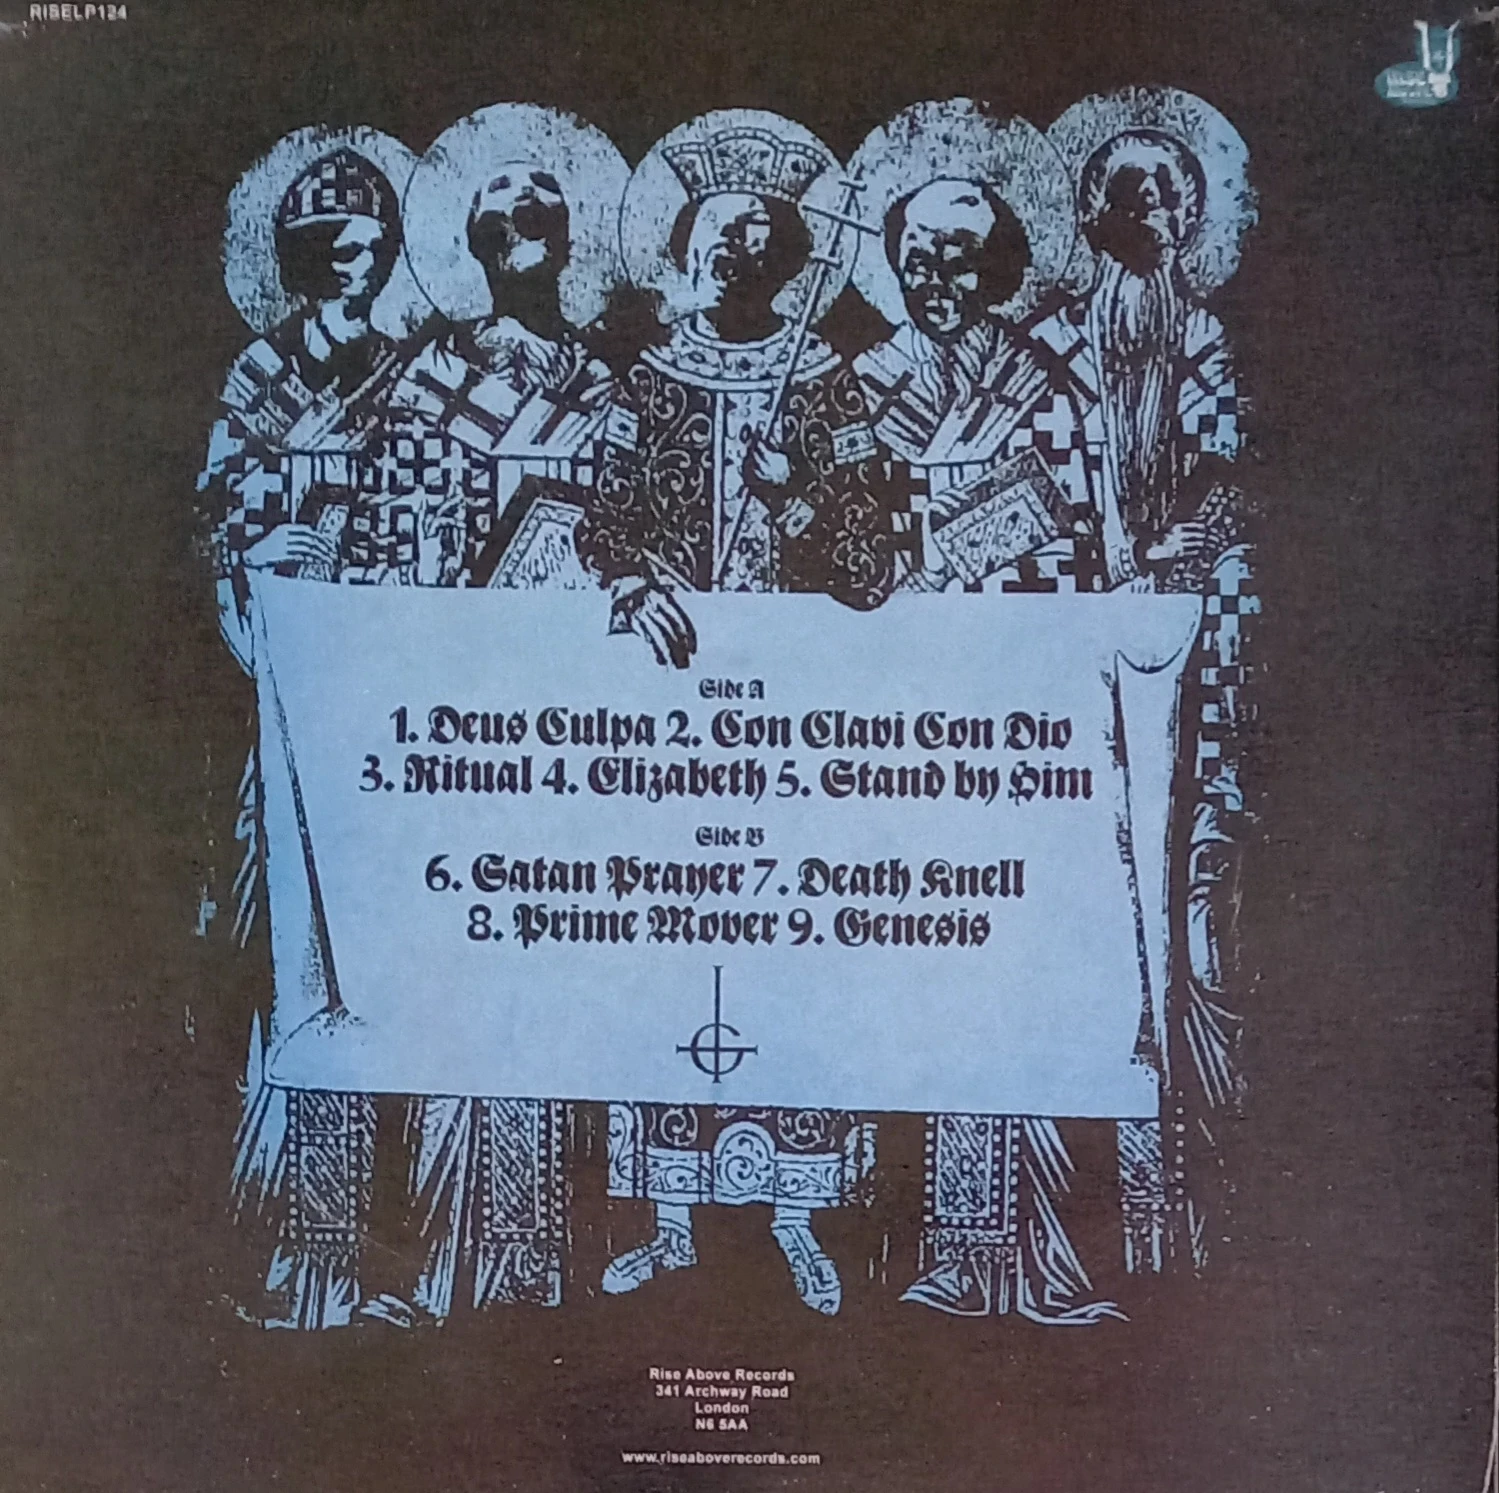 RISELP124
Side A
1. Deus Culpa 2. Con Clavi Con Dio
3. Ritual 4. Elizabeth 5. Stand by Him
Side B
6. Satan Prayer 7. Death Knell
8. Prime Mover 9. Genesis
Rise Above Records
341 Archway Road
London
N6 5AA
www.riseaboverecords.com